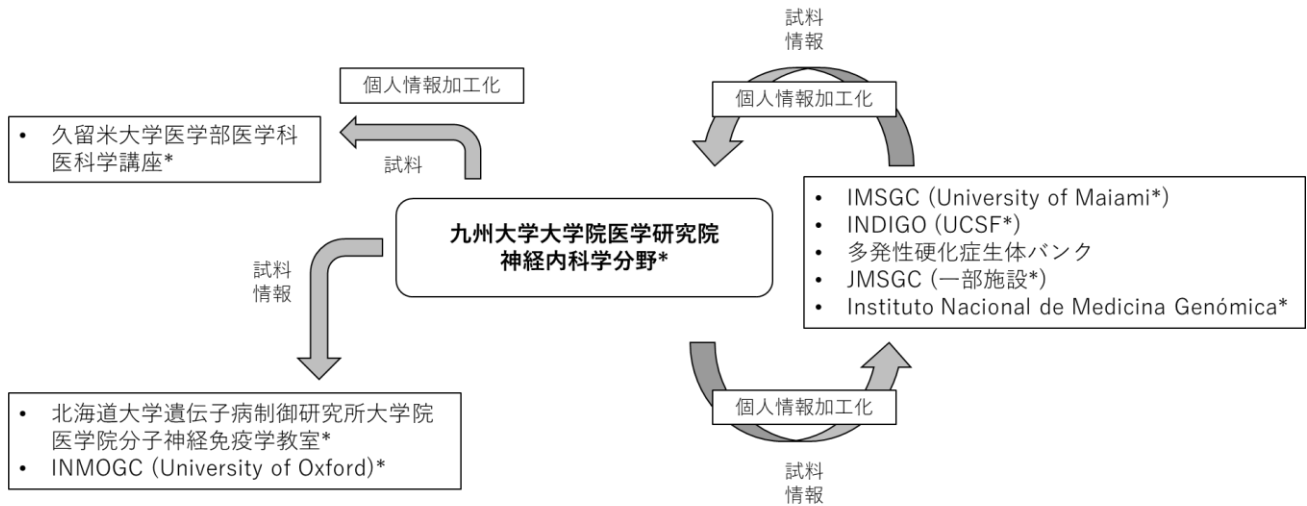 試料
情報
個人情報加工化
個人情報加工化
• 久留米大学医学部医学科
医科学講座*
試料
• IMSGC (University of Maiami*)
• INDIGO (UCSF*)
• 多発性硬化症生体バンク
• JMSGC (一部施設*)
• Instituto Nacional de Medicina Genómica*
九州大学大学院医学研究院
神経内科学分野*
試料
情報
• 北海道大学遺伝子病制御研究所大学院
医学院分子神経免疫学教室*
• INMOGC (University of Oxford)*
個人情報加工化
試料
情報